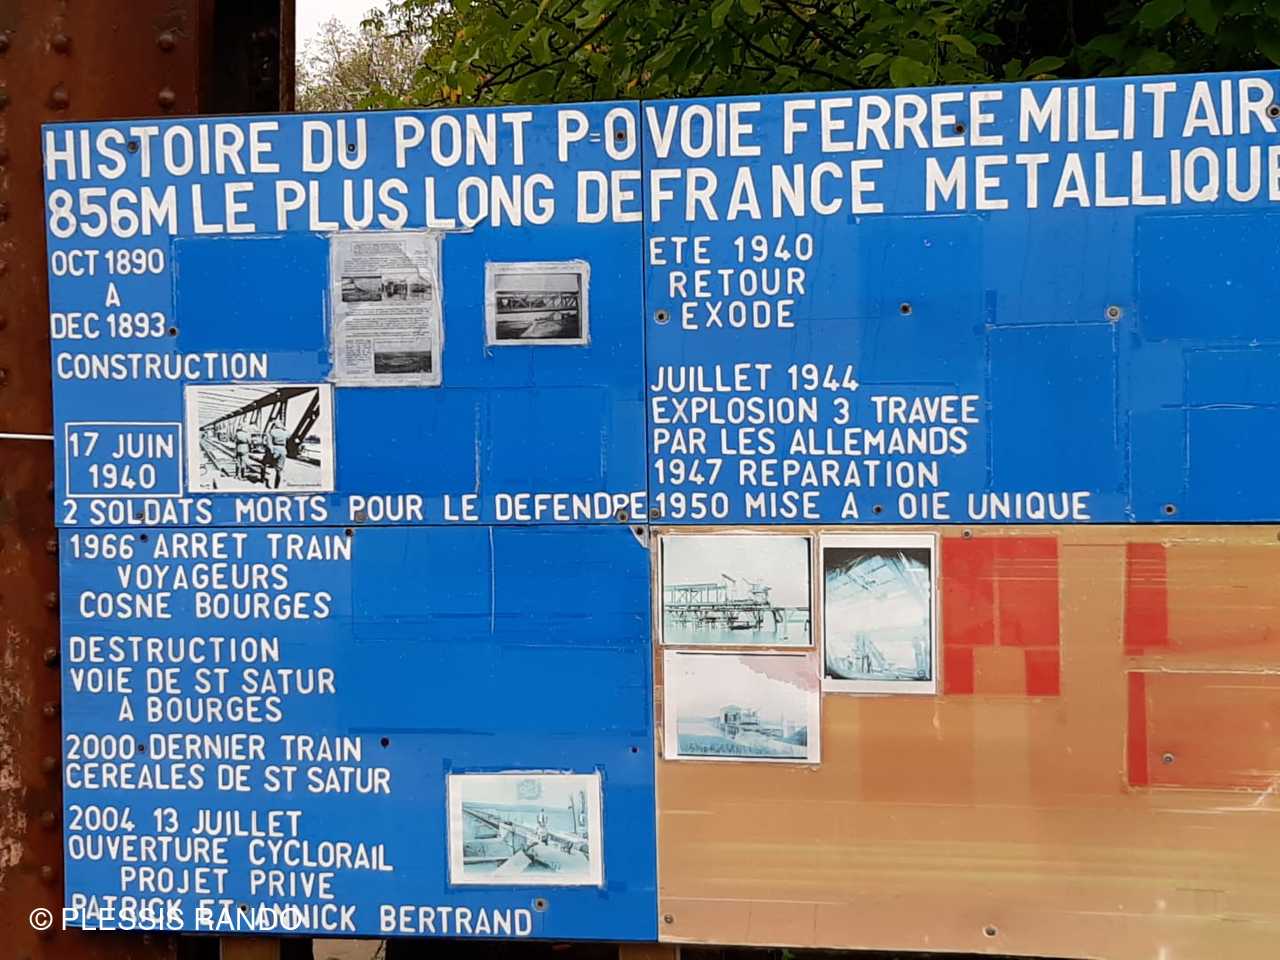 HISTOIRE DU PONT P=O VOIE FERREE MILITAIR
856M LE PLUS LONG DE FRANCE METALLIQUE
OCT 1890
A
DEC 1893
CONSTRUCTION
17 JUIN
1940
2 SOLDATS MORTS POUR LE DEFENDRE
ETE 1940
RETOUR
EXODE
JUILLET 1944
EXPLOSION 3 TRAVEE
PAR LES ALLEMANDS
1947 REPARATION
1950 MISE A OIE UNIQUE
1966 ARRET TRAIN
VOYAGEURS
COSNE BOURGES
DESTRUCTION
VOIE DE ST SATUR
A BOURGES
2000 DERNIER TRAIN
CEREALES DE ST SATUR
2004 13 JUILLET
OUVERTURE CYCLORAIL
PROJET PRIVE
PATRICK ET ANNICK BERTRAND
© PLESSIS RANDO